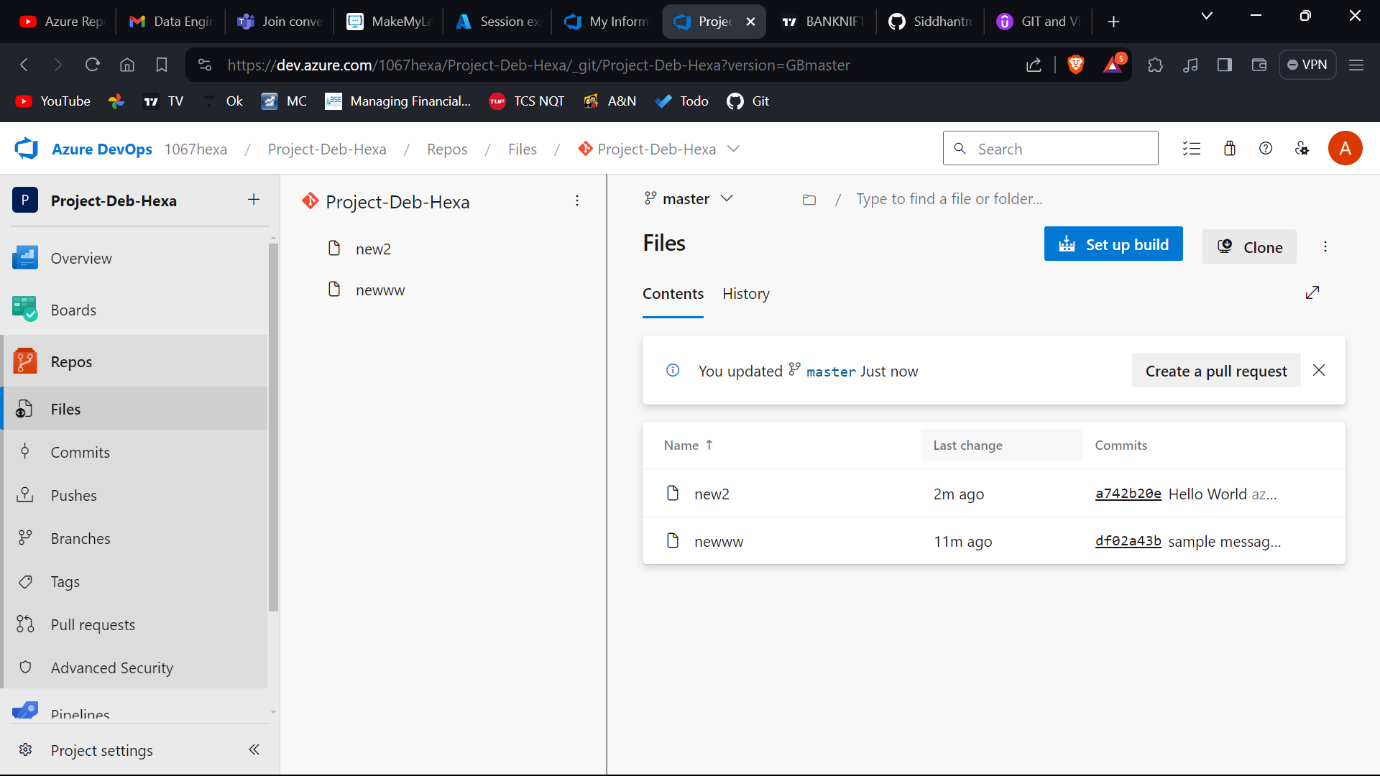 Azure Rep
Data Engin
Join conve
MakeMyLe
Session ex
My Inform
Projec
BANKNIFT
Siddhantm
GIT and Vi
https://dev.azure.com/1067hexa/Project-Deb-Hexa/_git/Project-Deb-Hexa?version=GBmaster
5
VPN
YouTube
TV
Ok
MC
Managing Financial...
TCS NQT
A&N
Todo
Git
Azure DevOps 1067hexa / Project-Deb-Hexa / Repos / Files / Project-Deb-Hexa
Search
A
P Project-Deb-Hexa +
Overview
Boards
Repos
Files
Commits
Pushes
Branches
Tags
Pull requests
Advanced Security
Pipelines
Project settings
Project-Deb-Hexa
new2
newww
master / Type to find a file or folder...
Files
Set up build
Clone
Contents History
You updated master Just now
Create a pull request
Name ↑ Last change Commits
new2 2m ago a742b20e Hello World az...
newww 11m ago df02a43b sample messag...